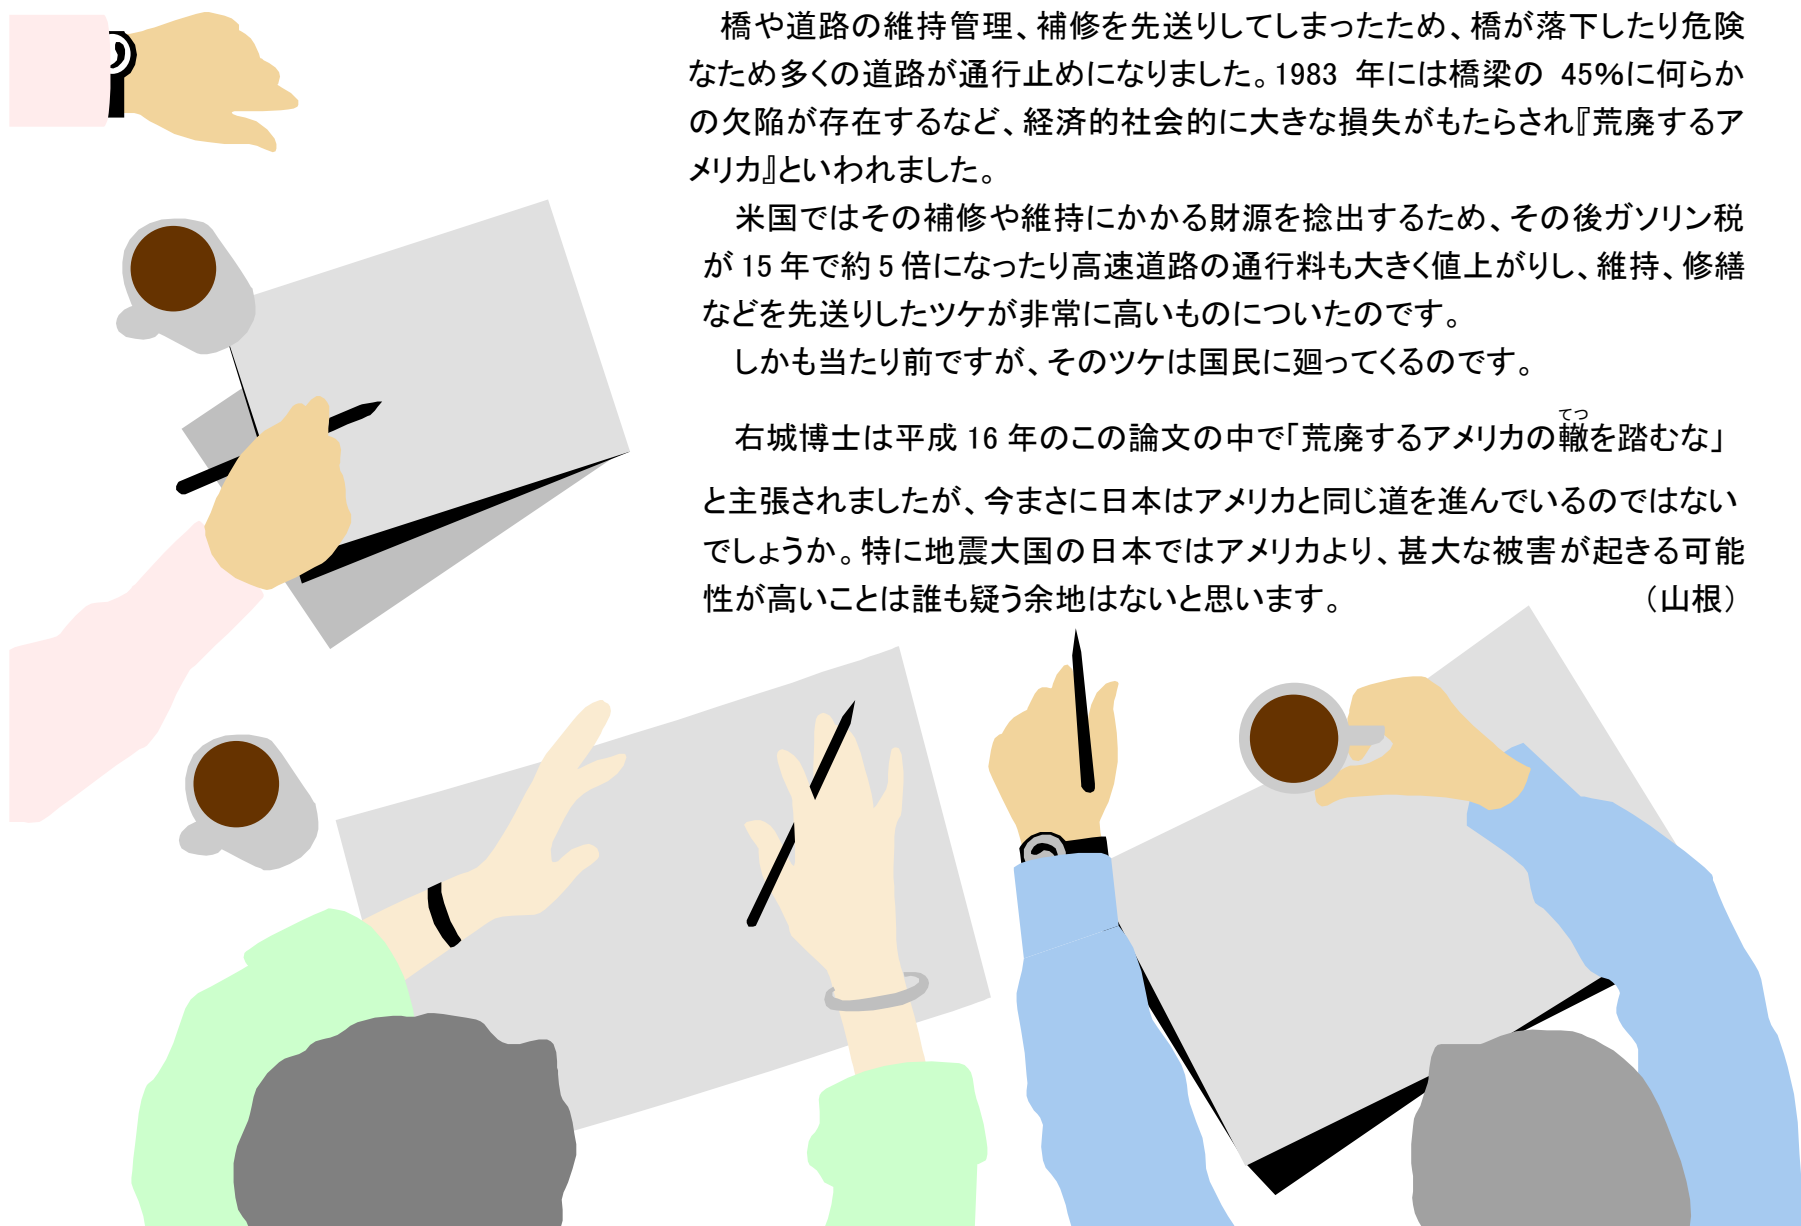 橋や道路の維持管理、補修を先送りしてしまったため、橋が落下したり危険
なため多くの道路が通行止めになりました。1983 年には橋梁の 45%に何らか
の欠陥が存在するなど、経済的社会的に大きな損失がもたらされ『荒廃するア
メリカ』といわれました。
米国ではその補修や維持にかかる財源を捻出するため、その後ガソリン税
が 15 年で約 5 倍になったり高速道路の通行料も大きく値上がりし、維持、修繕
などを先送りしたツケが非常に高いものについたのです。
しかも当たり前ですが、そのツケは国民に廻ってくるのです。
てつ
右城博士は平成 16 年のこの論文の中で「荒廃するアメリカの轍を踏むな」
と主張されましたが、今まさに日本はアメリカと同じ道を進んでいるのではない
でしょうか。特に地震大国の日本ではアメリカより、甚大な被害が起きる可能
性が高いことは誰も疑う余地はないと思います。 （山根）